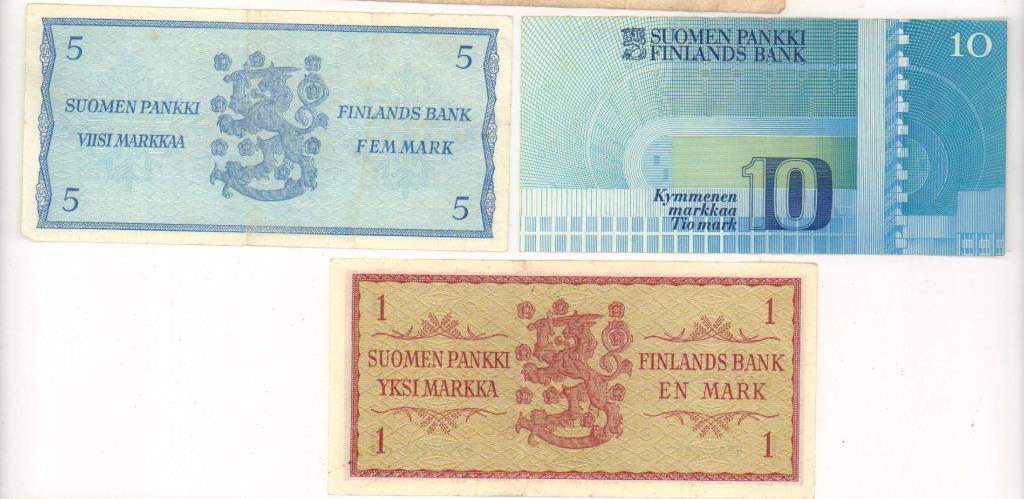 5
5
SUOMEN PANKKI
FINLANDS BANK
VIISI MARKKAA
FEM MARK
5
5
SUOMEN PANKKI
FINLANDS BANK
10
10
Kymmenen
markkaa
Tio mark
1
1
SUOMEN PANKKI
FINLANDS BANK
YKSI MARKKA
EN MARK
1
1